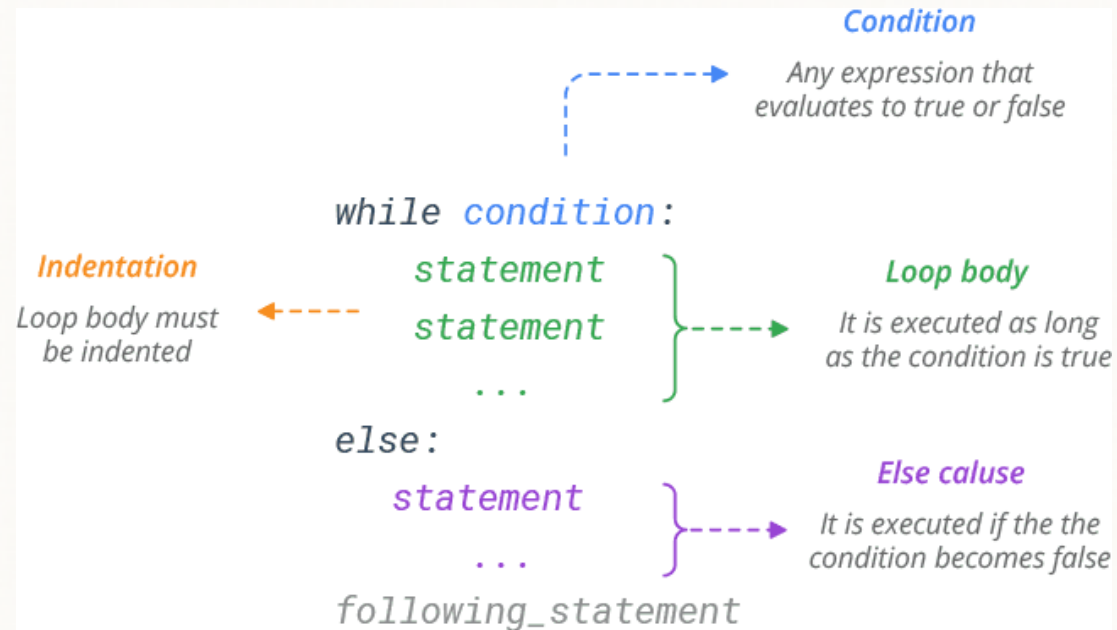 Condition
Any expression that
evaluates to true or false
while condition:
Indentation
Loop body must
be indented
statement
statement
...
Loop body
It is executed as long
as the condition is true
else:
statement
...
Else caluse
It is executed if the the
condition becomes false
following_statement